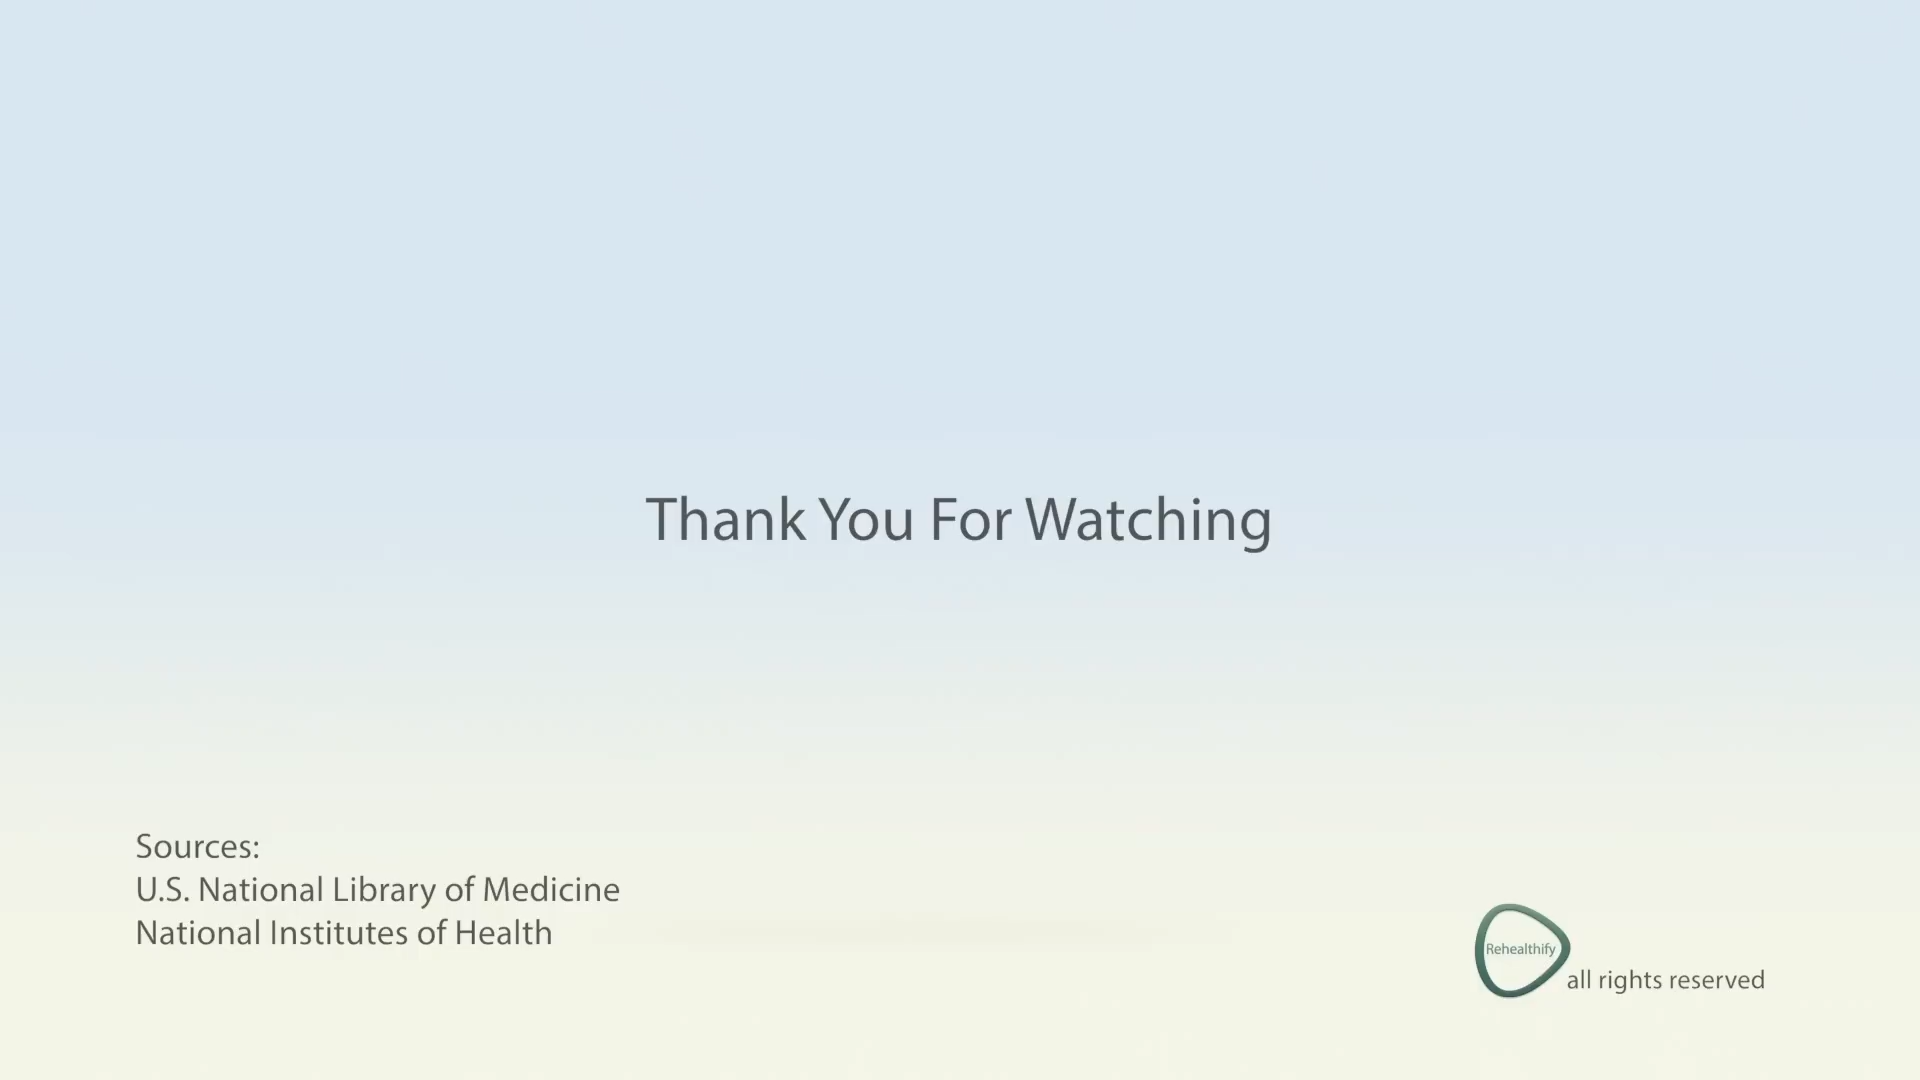 Thank You For Watching
Sources:
U.S. National Library of Medicine
National Institutes of Health
Rehealthify
all rights reserved